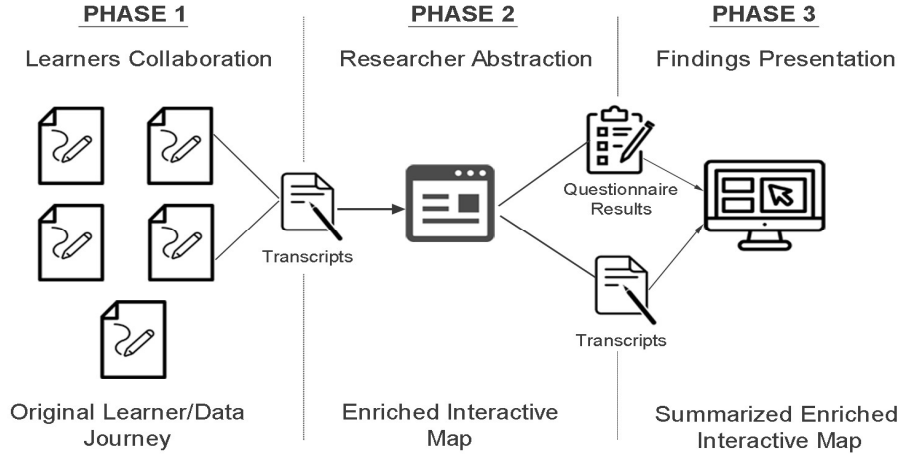 PHASE 1
PHASE 2
PHASE 3
Learners Collaboration
Researcher Abstraction
Findings Presentation
Transcripts
Questionnaire
Results
Transcripts
Original Learner/Data
Journey
Enriched Interactive
Map
Summarized Enriched
Interactive Map